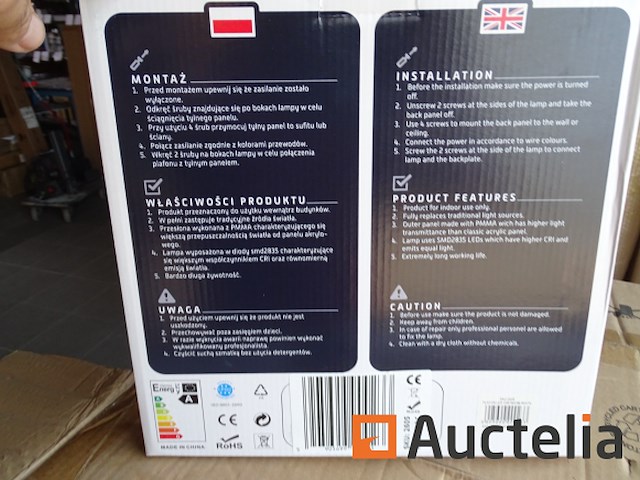 MONTAŻ
1. Przed montażem upewnij się że zasilanie zostało
wyłączone.
2. Odkręć śruby znajdujące się po bokach lampy w celu
ściągnięcia tylnego panelu.
3. Przy użyciu 4 śrub przymocuj tylny panel to sufitu lub
ściany.
4. Połącz zasilanie zgodnie z kolorami przewodów.
5. Wkręć 2 śruby na bokach lampy w celu połączenia
plafonu z tylnym panelem.
WŁAŚCIWOŚCI PRODUKTU
1. Produkt przeznaczony do użytku wewnątrz budynków.
2. W pełni zastępuje tradycyjne źródła światła.
3. Przesłona wykonana z PMMA charakteryzującego się
większą przepuszczalnością światła od panelu akrylo-
wego.
4. Lampa wyposażona w diody smd2835 charakteryzujące
się większym współczynnikiem CRI oraz równomierną
emisją światła.
5. Bardzo długa żywotność.
UWAGA
1. Przed użyciem upewnij się że produkt nie jest
uszkodzony.
2. Przechowywać poza zasięgiem dzieci.
3. W razie wykrycia awarii naprawę powinien wykonać
wykwalifikowany profesjonalista.
4. Czyścić suchą szmatką bez użycia detergentów.
INSTALLATION
1. Before the installation make sure the power is turned
off.
2. Unscrew 2 screws at the sides of the lamp and take the
back panel off.
3. Use 4 screws to mount the back panel to the wall or
ceiling.
4. Connect the power in accordance to wire colours.
5. Screw the 2 screws at the side of the lamp to connect
lamp and the backplate.
PRODUCT FEATURES
1. Product for indoor use only.
2. Fully replaces traditional light sources.
3. Outer panel made with PMMA wich has higher light
transmittance than classic acrylic panel.
4. Lamp uses SMD2835 LEDs which have higher CRI and
emits equal light.
5. Extremely long working life.
CAUTION
1. Before use make sure the product is not damaged.
2. Keep away from children.
3. In case of repair only professional personel are allowed
to fix the lamp.
4. Clean with a dry cloth without chemicals.
Energ
A
CE
RoHS
MADE IN CHINA
CE
Auctelia